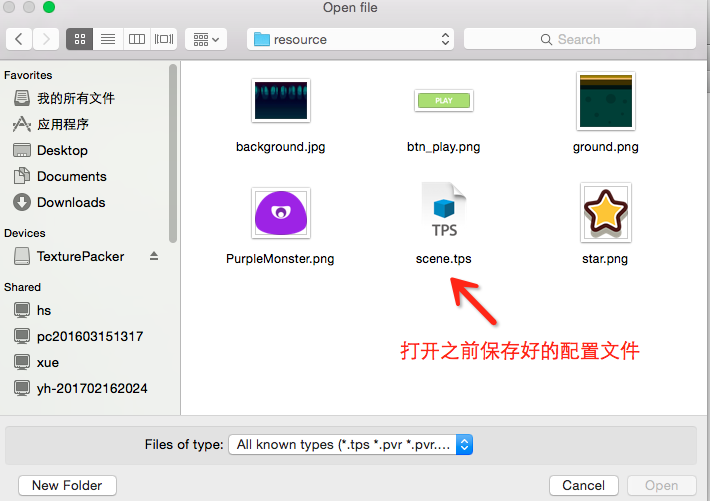 Open file
resource
Search
Favorites
我的所有文件
应用程序
Desktop
Documents
Downloads
Devices
TexturePacker
Shared
hs
pc201603151317
xue
yh-201702162024
PLAY
background.jpg
btn_play.png
ground.png
TPS
PurpleMonster.png
scene.tps
star.png
打开之前保存好的配置文件
Files of type:
All known types (*.tps *.pvr *.pvr....
New Folder
Cancel
Open